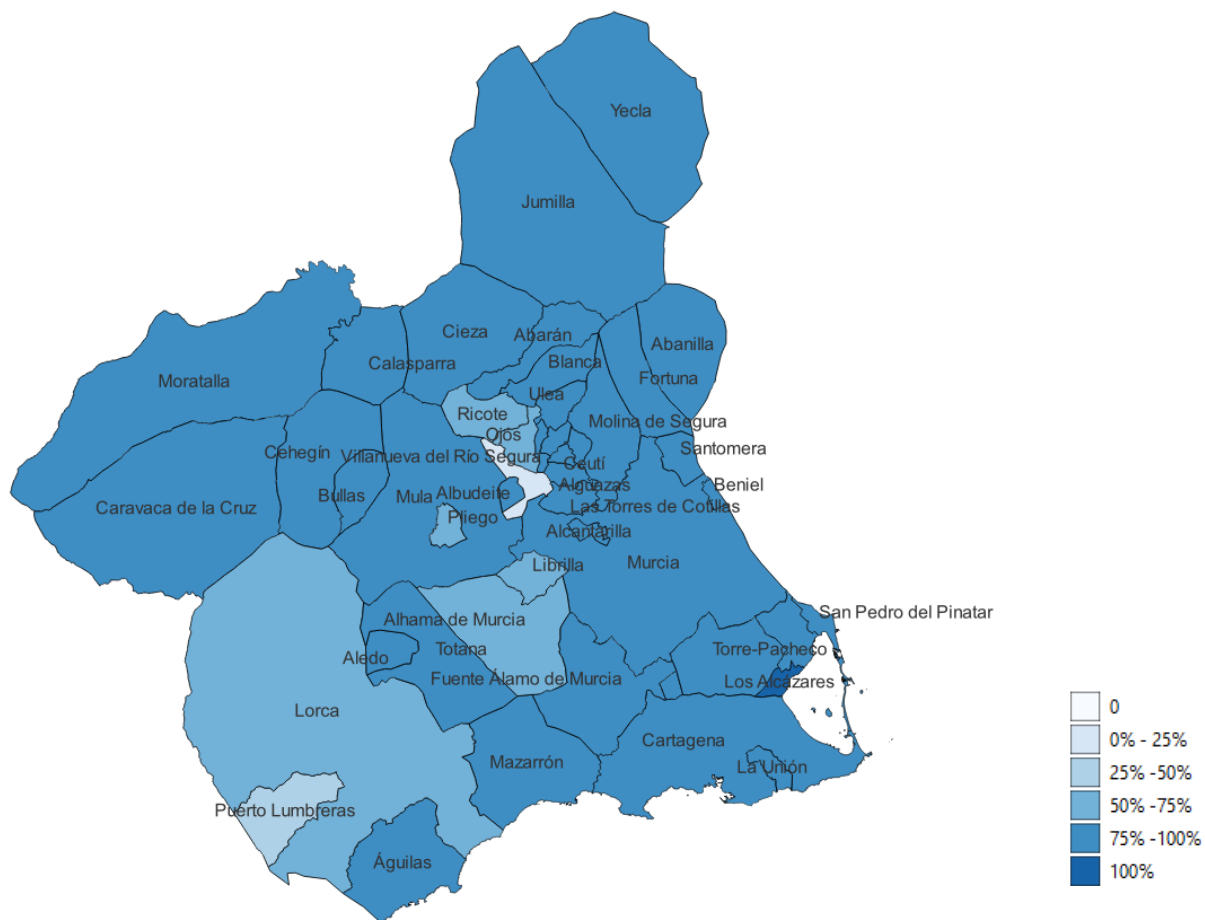 Yecla
Jumilla
Cieza
Abarán
Abanilla
Blanca
Calasparra
Moratalla
Fortuna
Ulea
Ricote
Molina de Segura
Ojós
Santomera
Cehegín
Villanueva del Río Segura
Ceutí
Alguazas
Beniel
Bullas
Mula
Albudeite
Las Torres de Cotillas
Caravaca de la Cruz
Pliego
Alcantarilla
Librilla
Murcia
San Pedro del Pinatar
Alhama de Murcia
Totana
Torre-Pacheco
Aledo
Fuente Álamo de Murcia
Los Alcázares
Lorca
Cartagena
Mazarrón
La Unión
Puerto Lumbreras
Águilas
0
0% - 25%
25% -50%
50% -75%
75% -100%
100%